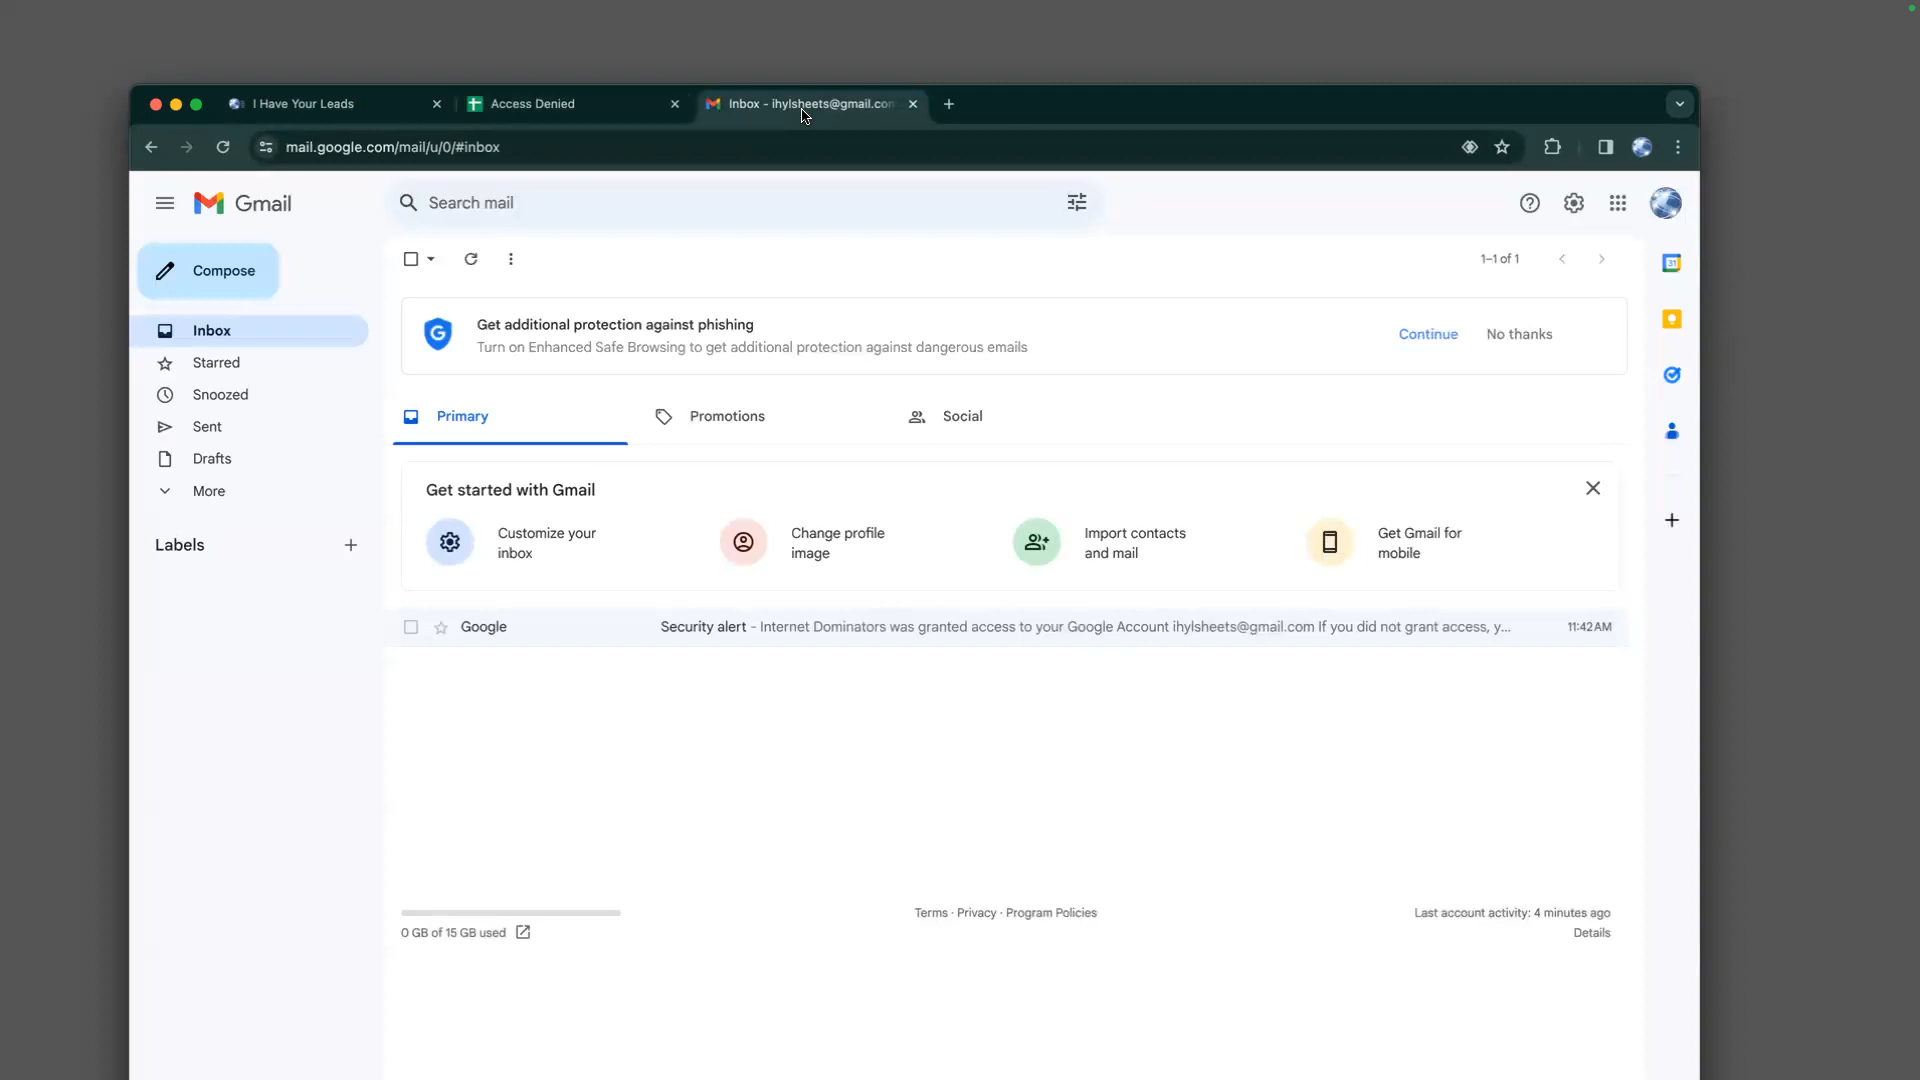 I Have Your Leads
Access Denied
Inbox - ihylsheets@gmail.com
mail.google.com/mail/u/0/#inbox
Gmail
Search mail
Compose
1–1 of 1
Inbox
Get additional protection against phishing
Turn on Enhanced Safe Browsing to get additional protection against dangerous emails
Continue
No thanks
Starred
Snoozed
Sent
Drafts
More
Labels
Primary
Promotions
Social
Get started with Gmail
Customize your
inbox
Change profile
image
Import contacts
and mail
Get Gmail for
mobile
Google
Security alert - Internet Dominators was granted access to your Google Account ihylsheets@gmail.com If you did not grant access, y...
11:42 AM
0 GB of 15 GB used
Terms · Privacy · Program Policies
Last account activity: 4 minutes ago
Details
31